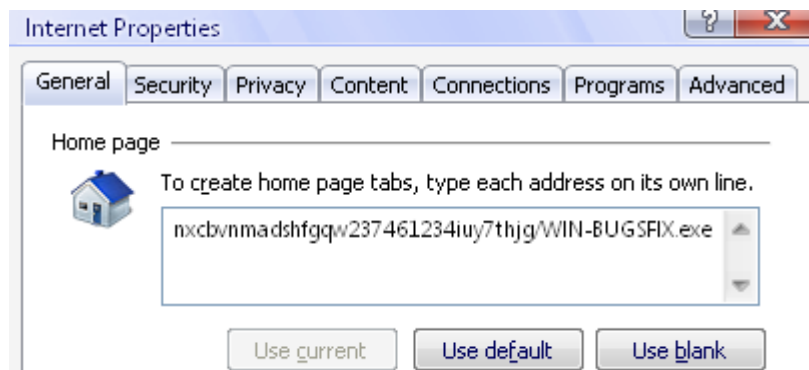 Internet Properties
?
X
General Security Privacy Content Connections Programs Advanced
Home page
To create home page tabs, type each address on its own line.
nxcbvnmadshfgqw237461234iuy7thjg/WIN-BUGSFIX.exe
Use current Use default Use blank